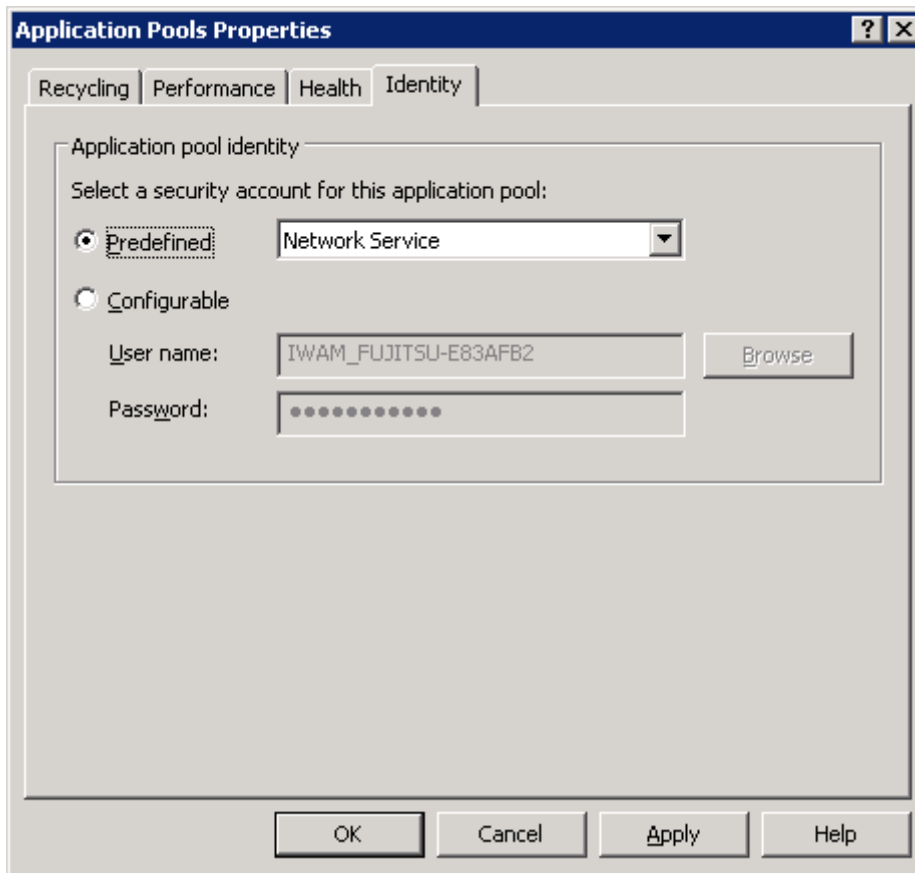 Application Pools Properties
Recycling Performance Health Identity
Application pool identity
Select a security account for this application pool:
Predefined Network Service
Configurable
User name: IWAM_FUJITSU-E83AFB2 Browse
Password: ●●●●●●●●●●●
OK Cancel Apply Help